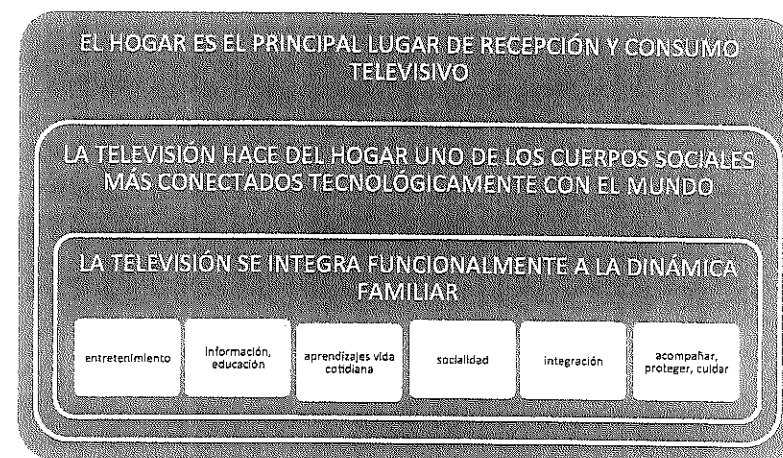 EL HOGAR ES EL PRINCIPAL LUGAR DE RECEPCIÓN Y CONSUMO
TELEVISIVO
LA TELEVISIÓN HACE DEL HOGAR UNO DE LOS CUERPOS SOCIALES
MÁS CONECTADOS TECNOLÓGICAMENTE CON EL MUNDO
LA TELEVISIÓN SE INTEGRA FUNCIONALMENTE A LA DINÁMICA
FAMILIAR
entretenimiento
información,
educación
aprendizajes vida
cotidiana
socialidad
integración
acompañar,
proteger, cuidar